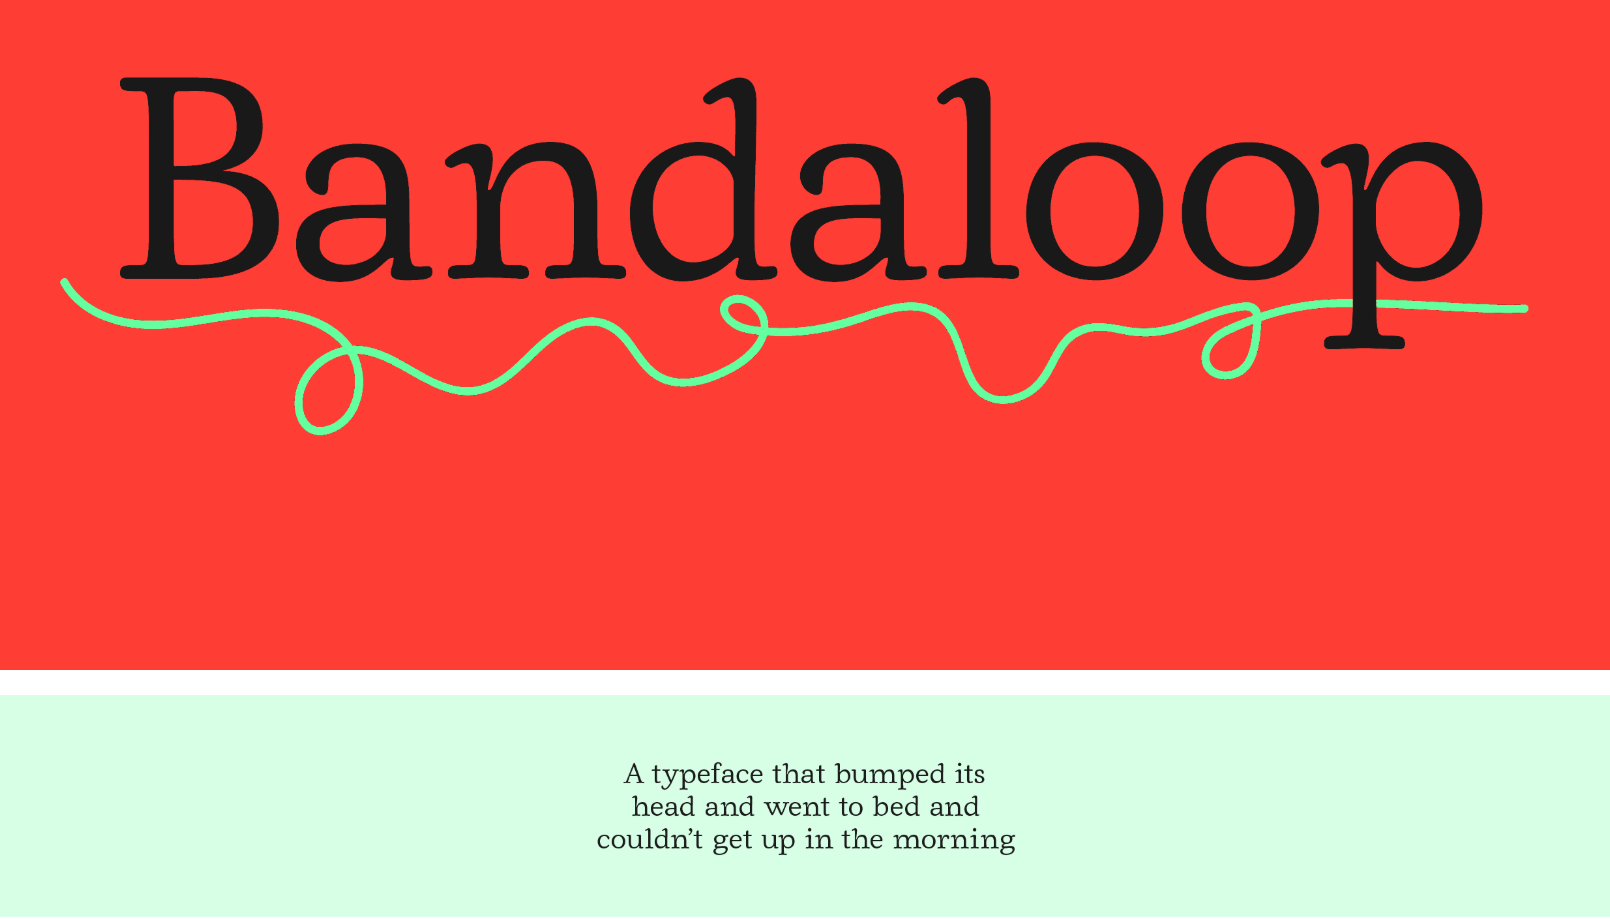 Bandaloop
A typeface that bumped its
head and went to bed and
couldn’t get up in the morning